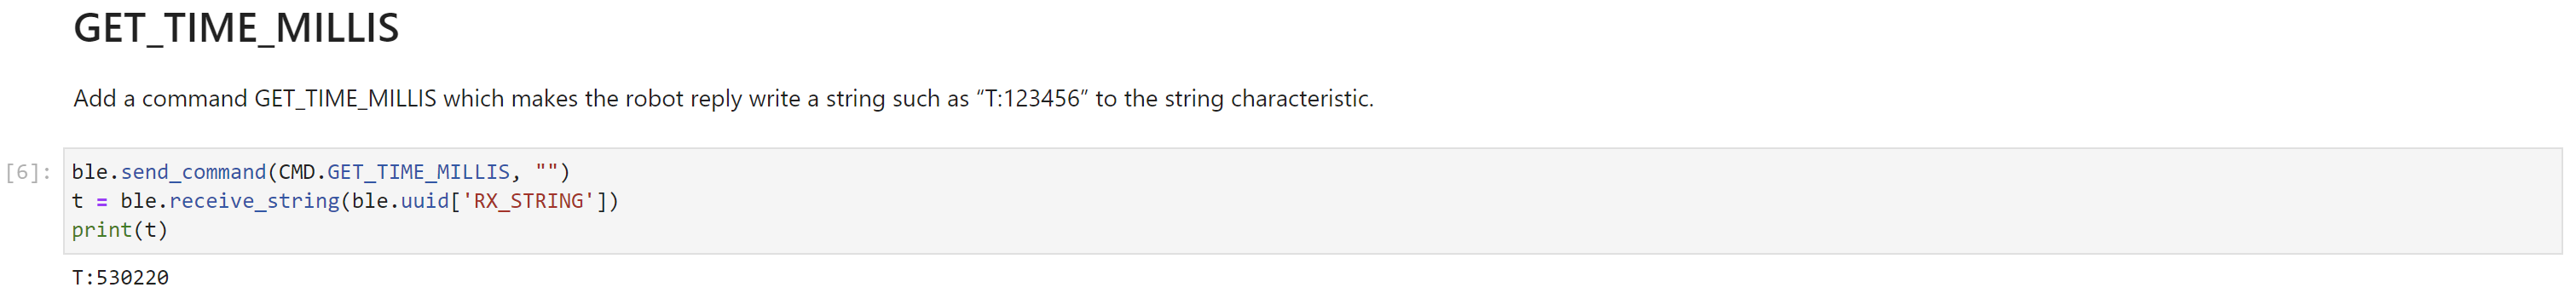 GET_TIME_MILLIS
Add a command GET_TIME_MILLIS which makes the robot reply write a string such as “T:123456” to the string characteristic.
[6]: ble.send_command(CMD.GET_TIME_MILLIS, "")
t = ble.receive_string(ble.uuid['RX_STRING'])
print(t)
T:530220